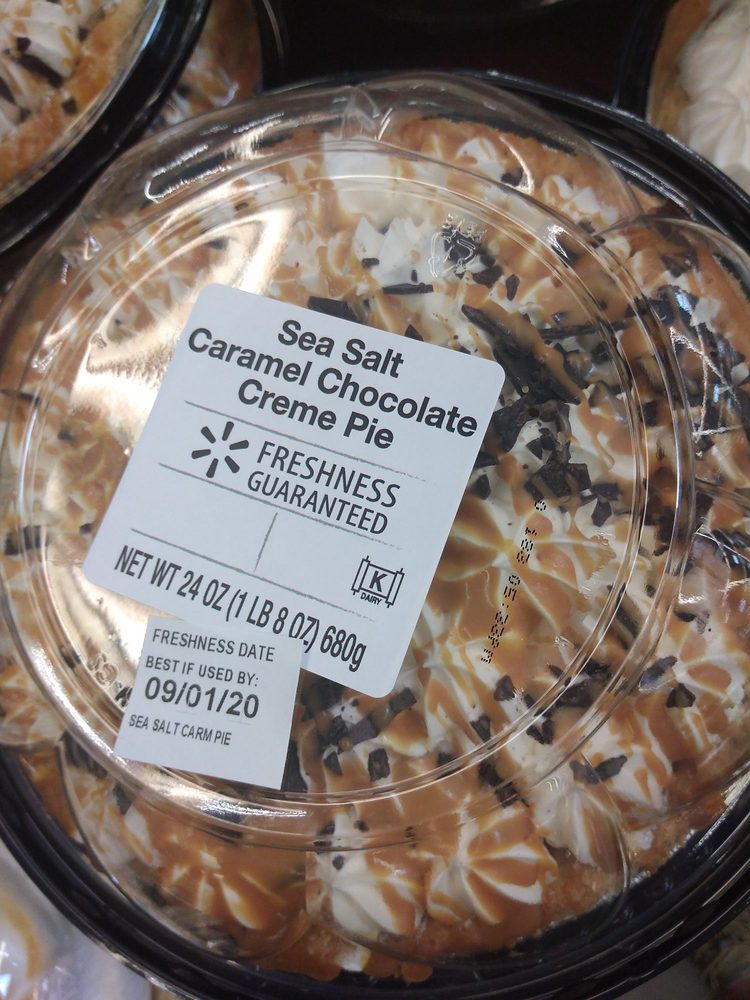 Sea Salt
Caramel Chocolate
Creme Pie
FRESHNESS
GUARANTEED
K
DAIRY
NET WT 24 OZ (1 LB 8 OZ) 680g
FRESHNESS DATE
BEST IF USED BY:
09/01/20
SEA SALT CARM PIE